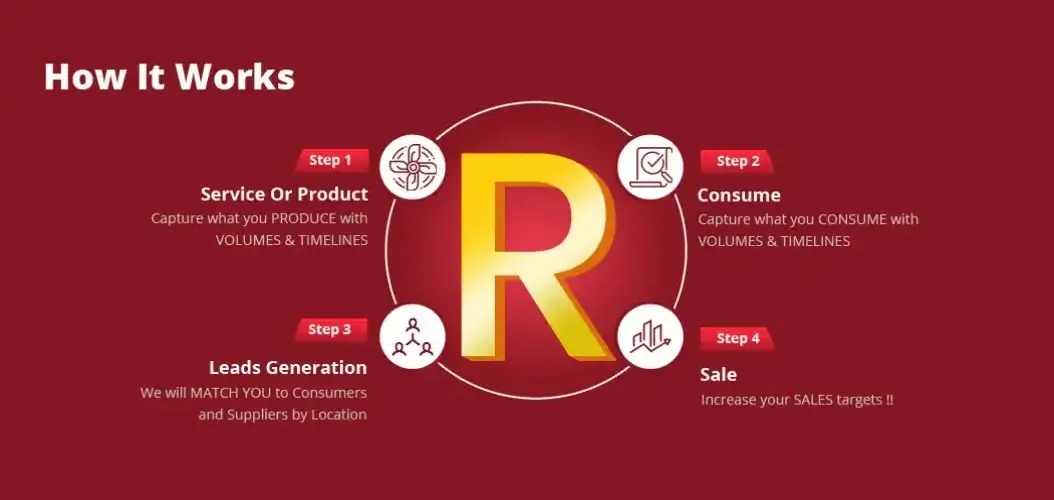 How It Works
Step 1
Service Or Product
Capture what you PRODUCE with
VOLUMES & TIMELINES
Step 2
Consume
Capture what you CONSUME with
VOLUMES & TIMELINES
R
Step 3
Leads Generation
We will MATCH YOU to Consumers
and Suppliers by Location
Step 4
Sale
Increase your SALES targets !!